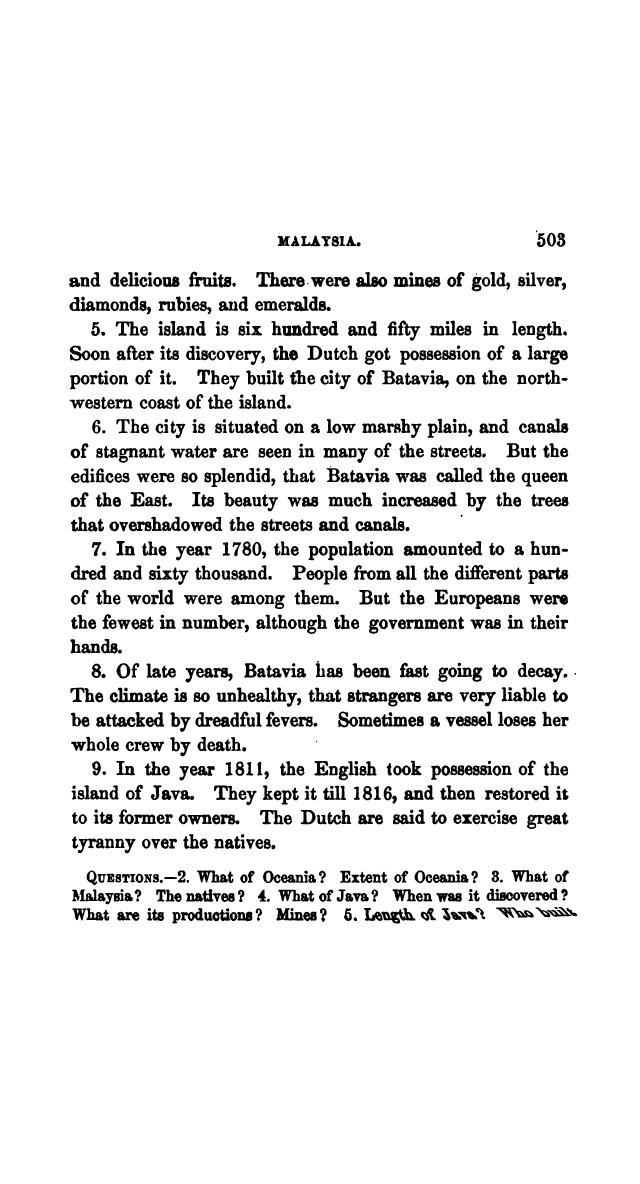 MALAYSIA. 503
and delicious fruits. There were also mines of gold, silver,
diamonds, rubies, and emeralds.
5. The island is six hundred and fifty miles in length.
Soon after its discovery, the Dutch got possession of a large
portion of it. They built the city of Batavia, on the north-
western coast of the island.
6. The city is situated on a low marshy plain, and canals
of stagnant water are seen in many of the streets. But the
edifices were so splendid, that Batavia was called the queen
of the East. Its beauty was much increased by the trees
that overshadowed the streets and canals.
7. In the year 1780, the population amounted to a hun-
dred and sixty thousand. People from all the different parts
of the world were among them. But the Europeans were
the fewest in number, although the government was in their
hands.
8. Of late years, Batavia has been fast going to decay.
The climate is so unhealthy, that strangers are very liable to
be attacked by dreadful fevers. Sometimes a vessel loses her
whole crew by death.
9. In the year 1811, the English took possession of the
island of Java. They kept it till 1816, and then restored it
to its former owners. The Dutch are said to exercise great
tyranny over the natives.
QUESTIONS.—2. What of Oceania? Extent of Oceania? 3. What of
Malaysia? The natives? 4. What of Java? When was it discovered?
What are its productions? Mines? 5. Length of Java? Who built